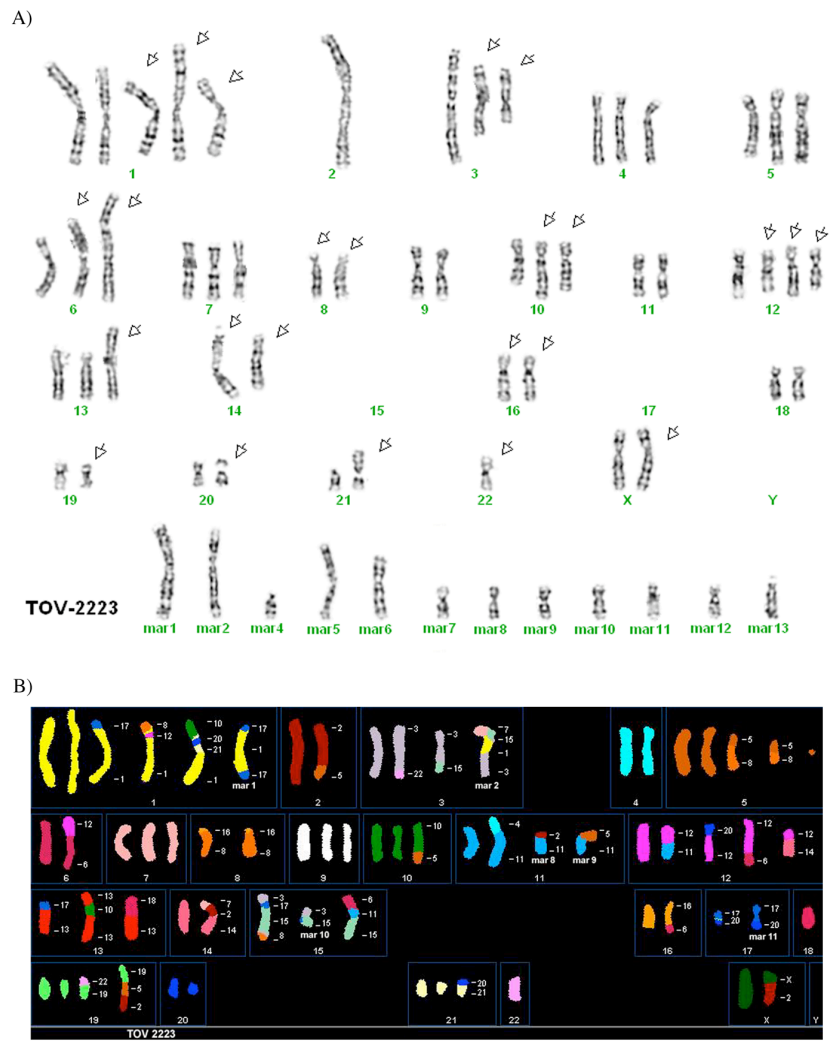 A)
1 2 3 4 5
6 7 8 9 10 11 12
13 14 15 16 17 18
19 20 21 22 X Y
TOV-2223
mar1 mar2 mar4 mar5 mar6 mar7 mar8 mar9 mar10 mar11 mar12 mar13
B)
-17 -8 -10 -17 -2 -3 -3 -7
-12 -20 -15
-21 -1 -1 -5
-1 -1 -1 -17 -5 -22 -15 -3 -8 -8
mar 1 mar 2
1 2 3 4 5
-12 -16 -16 -10 -4 -2 -5 -12 -20 -12 -12
-6 -8 -8 -5 -11 -11 -11 -11 -12 -6 -14
mar 8 mar 9
6 7 8 9 10 11 12
-17 -13 -18 -7 -3 -3 -6 -16 -17 -17
-10 -2 -17 -15 -11 -20 -20
-13 -13 -13 -14 -15 -8 mar 10 -15 -6 mar 11
13 14 15 16 17 18
-22 -19 -20 -X
-19 -5 -21 -2
-2
19 20 21 22 X Y
TOV 2223